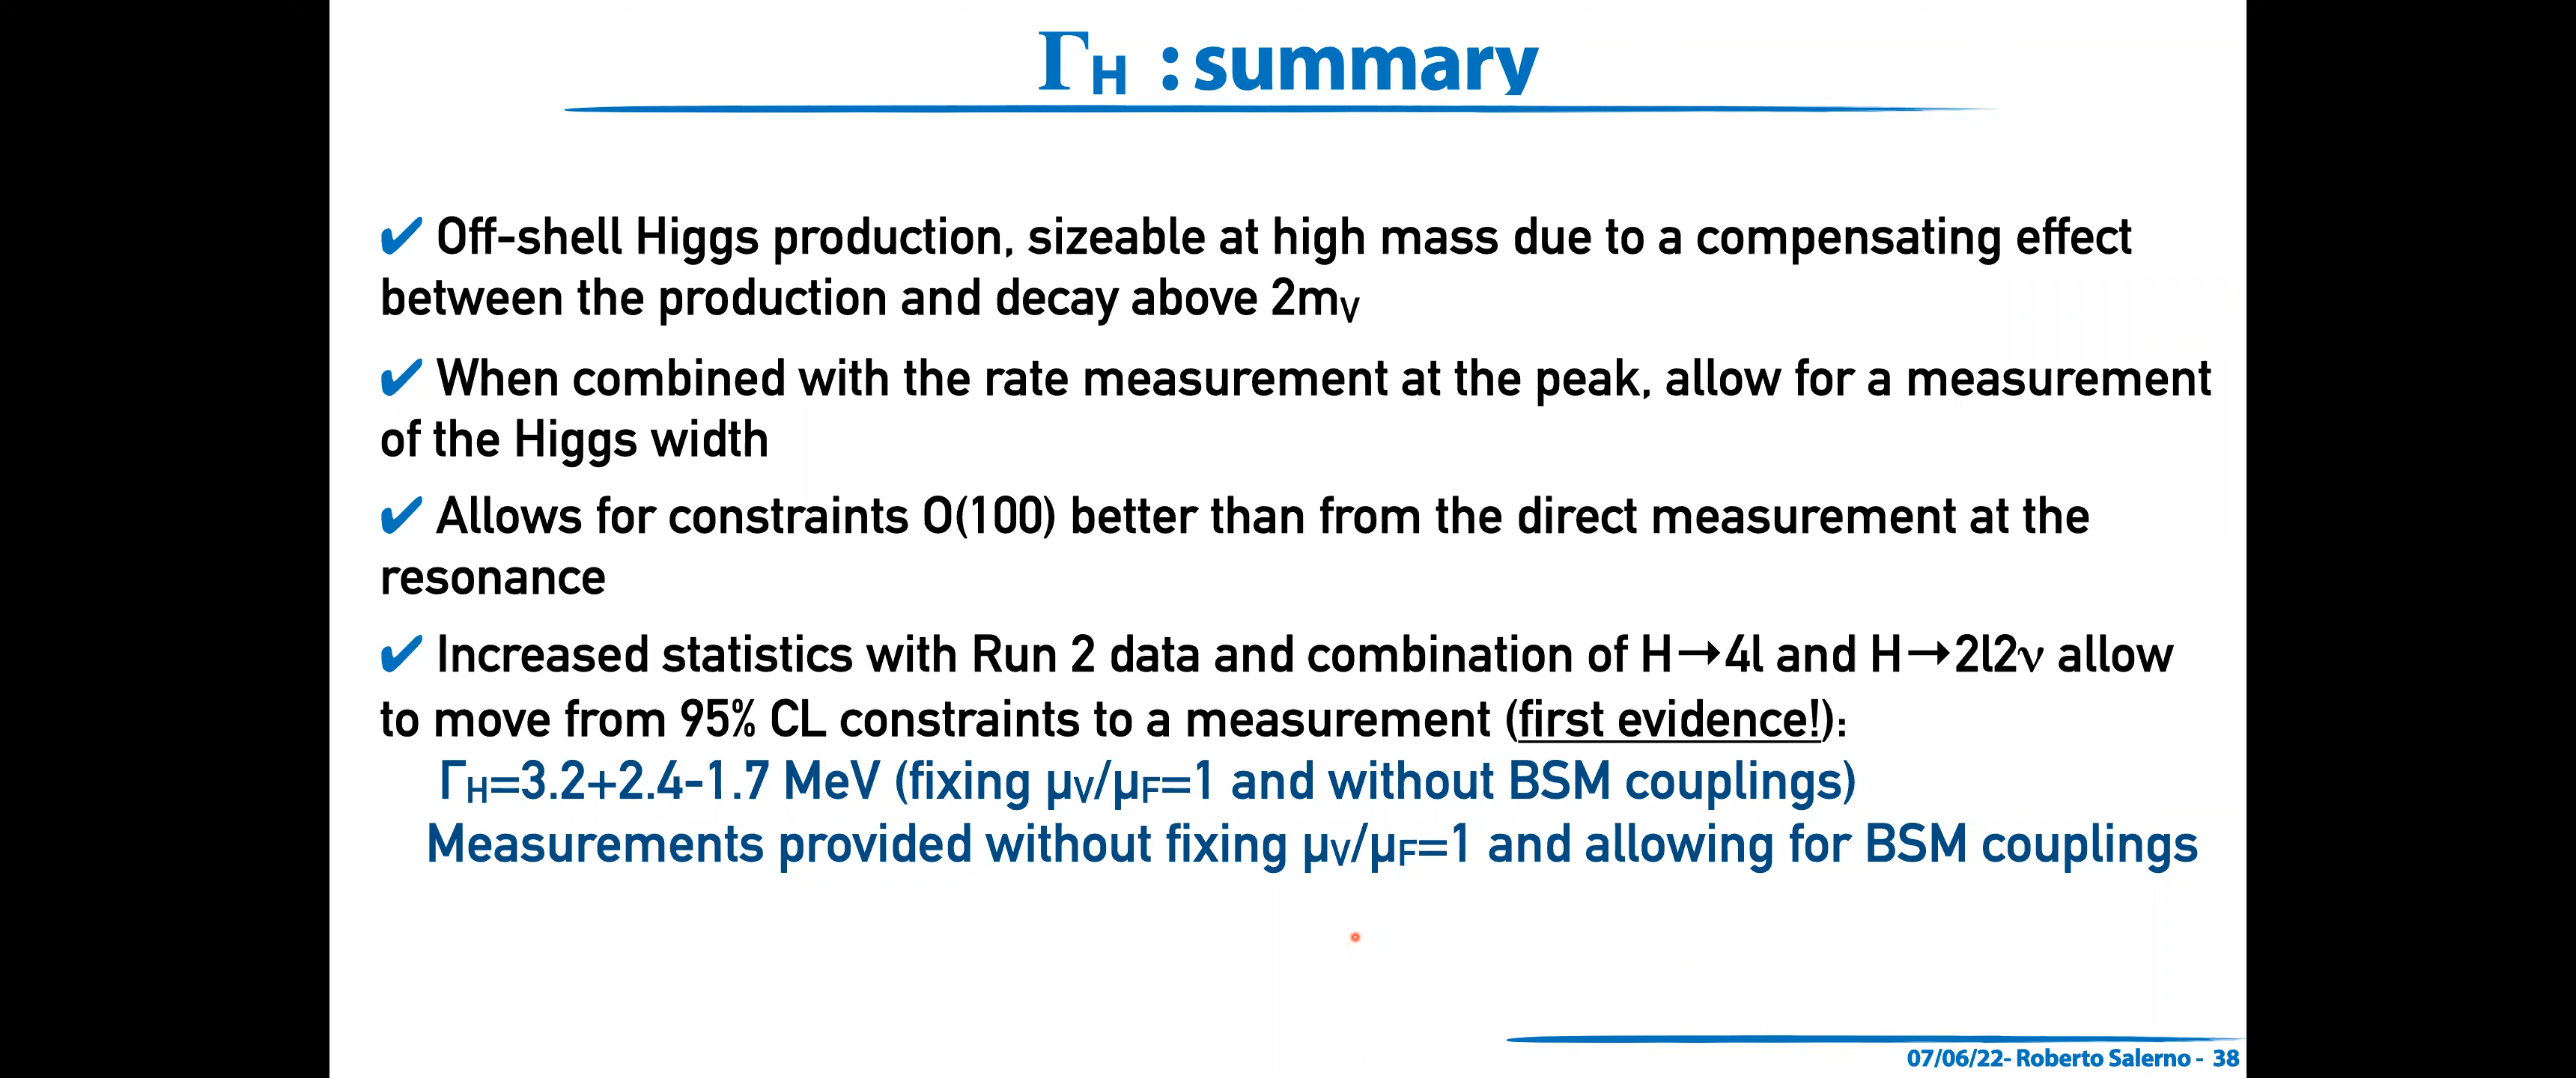 ΓH : summary
✔ Off-shell Higgs production, sizeable at high mass due to a compensating effect
between the production and decay above 2mV
✔ When combined with the rate measurement at the peak, allow for a measurement
of the Higgs width
✔ Allows for constraints O(100) better than from the direct measurement at the
resonance
✔ Increased statistics with Run 2 data and combination of H→4l and H→2l2ν allow
to move from 95% CL constraints to a measurement (first evidence!):
ΓH=3.2+2.4-1.7 MeV (fixing μV/μF=1 and without BSM couplings)
Measurements provided without fixing μV/μF=1 and allowing for BSM couplings
07/06/22- Roberto Salerno - 38